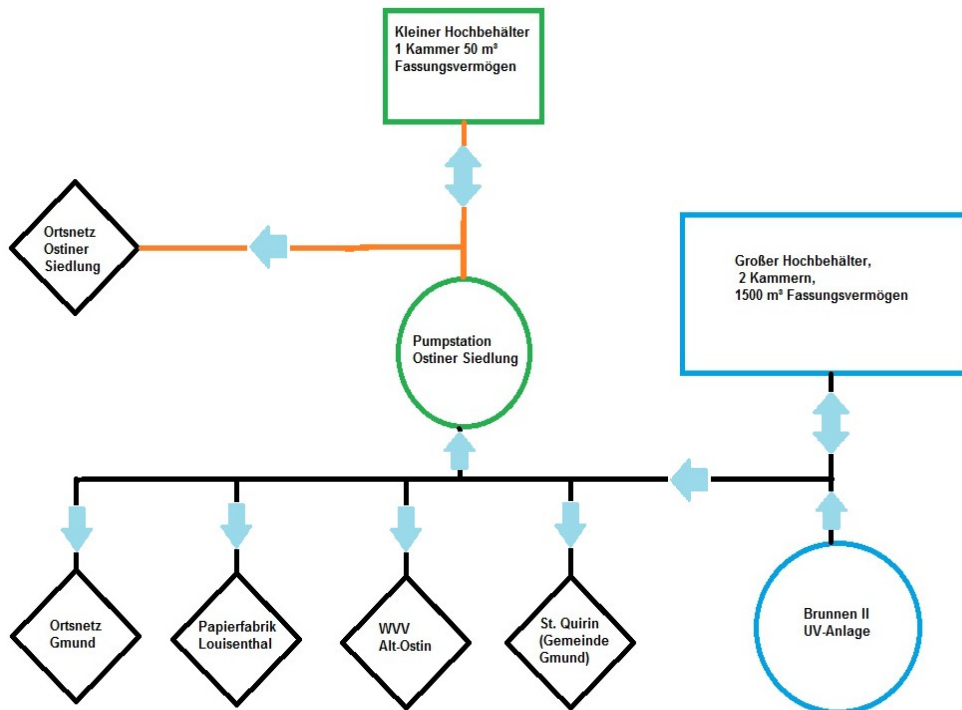 Kleiner Hochbehälter
1 Kammer 50 m³
Fassungsvermögen
Ortsnetz
Ostiner
Siedlung
Großer Hochbehälter,
2 Kammern,
1500 m³ Fassungsvermögen
Pumpstation
Ostiner Siedlung
Ortsnetz
Gmund
Papierfabrik
Louisenthal
WVV
Alt-Ostin
St. Quirin
(Gemeinde
Gmund)
Brunnen II
UV-Anlage